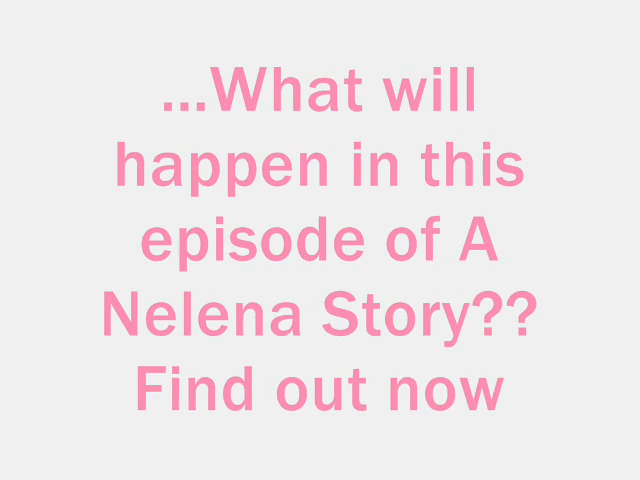 ...What will
happen in this
episode of A
Nelena Story??
Find out now